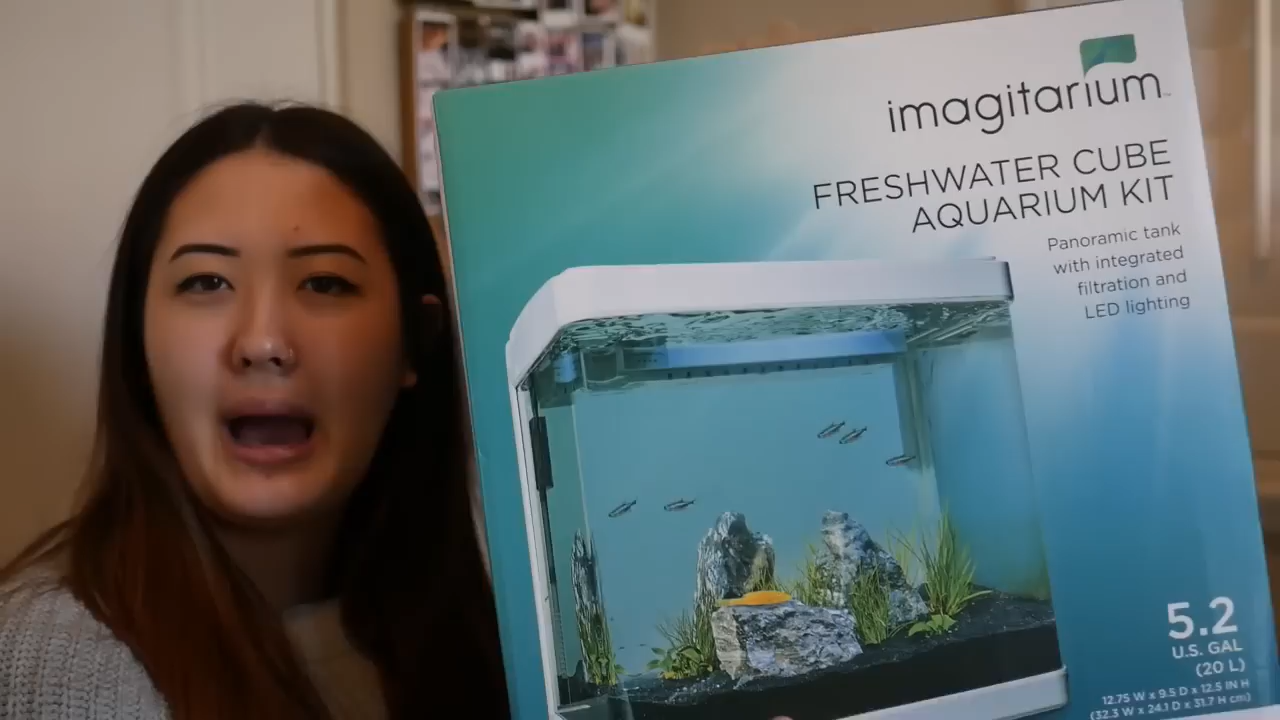 imagitarium™
FRESHWATER CUBE
AQUARIUM KIT
Panoramic tank
with integrated
filtration and
LED lighting
5.2
U.S. GAL
(20 L)
12.75 W x 9.5 D x 12.5 IN H
(32.3 W x 24.1 D x 31.7 H cm)